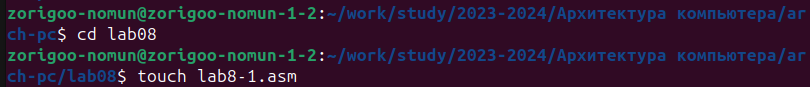 zorigoo-nomun@zorigoo-nomun-1-2:~/work/study/2023-2024/Архитектура компьютера/ar
ch-pc$ cd lab08
zorigoo-nomun@zorigoo-nomun-1-2:~/work/study/2023-2024/Архитектура компьютера/ar
ch-pc/lab08$ touch lab8-1.asm